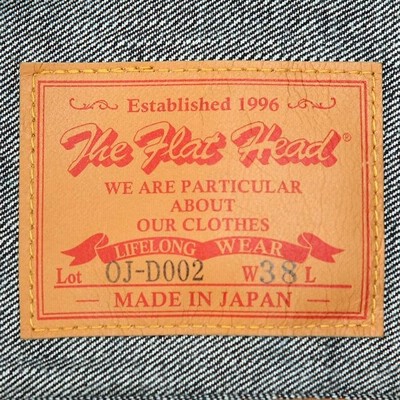 Established 1996
The Flat Head®
WE ARE PARTICULAR
ABOUT
OUR CLOTHES
LIFELONG WEAR
Lot OJ-D002 W38 L
MADE IN JAPAN